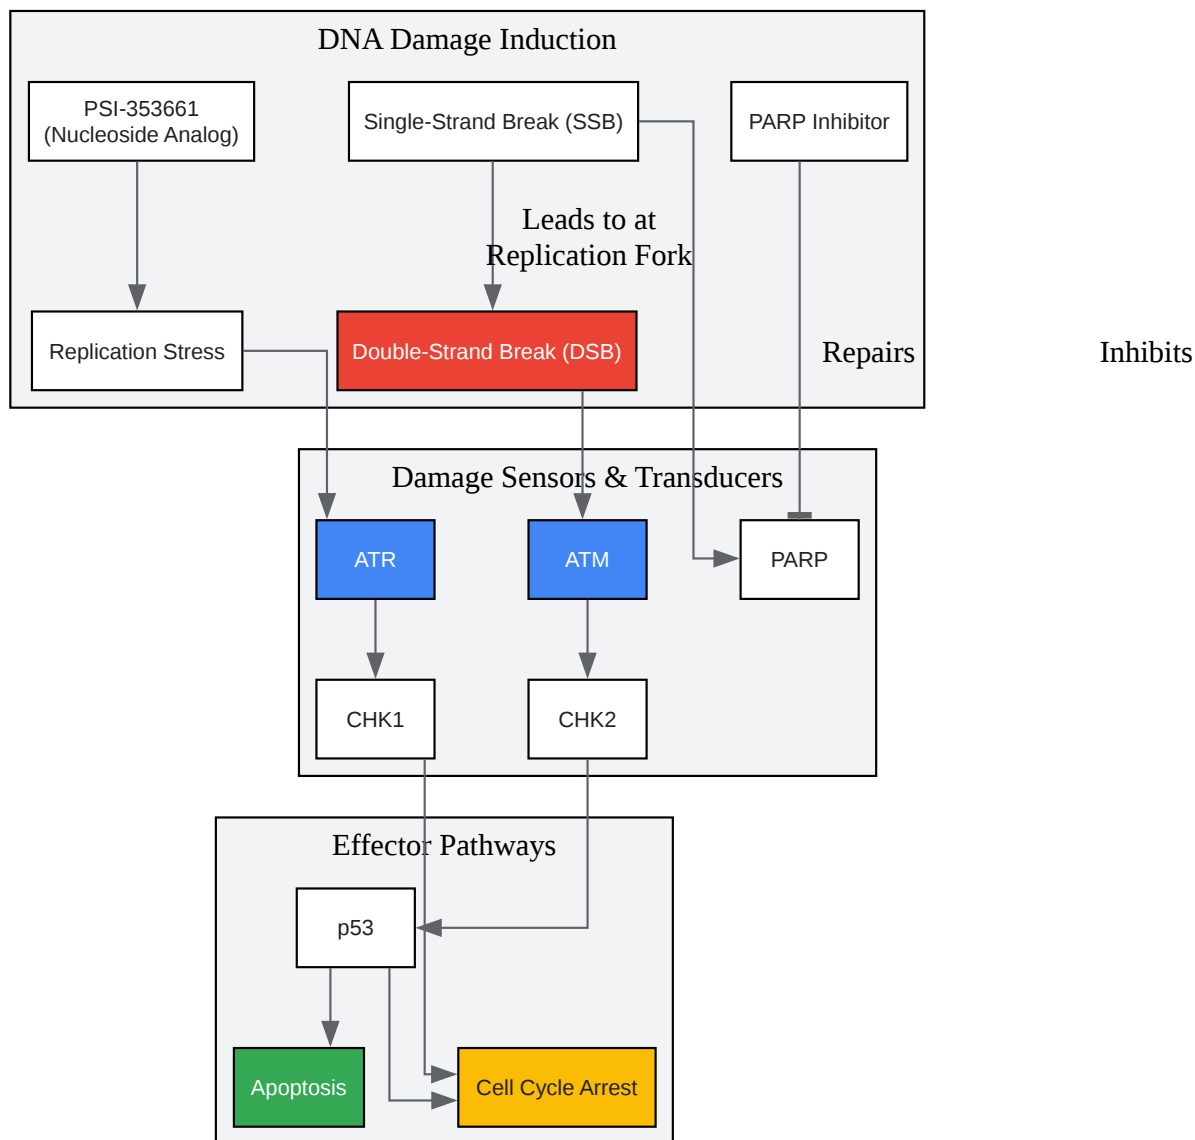 DNA Damage Induction
PSI-353661
(Nucleoside Analog)
Single-Strand Break (SSB)
PARP Inhibitor
Leads to at
Replication Fork
Replication Stress
Double-Strand Break (DSB)
Repairs
Inhibits
Damage Sensors & Transducers
ATR
ATM
PARP
CHK1
CHK2
Effector Pathways
p53
Apoptosis
Cell Cycle Arrest